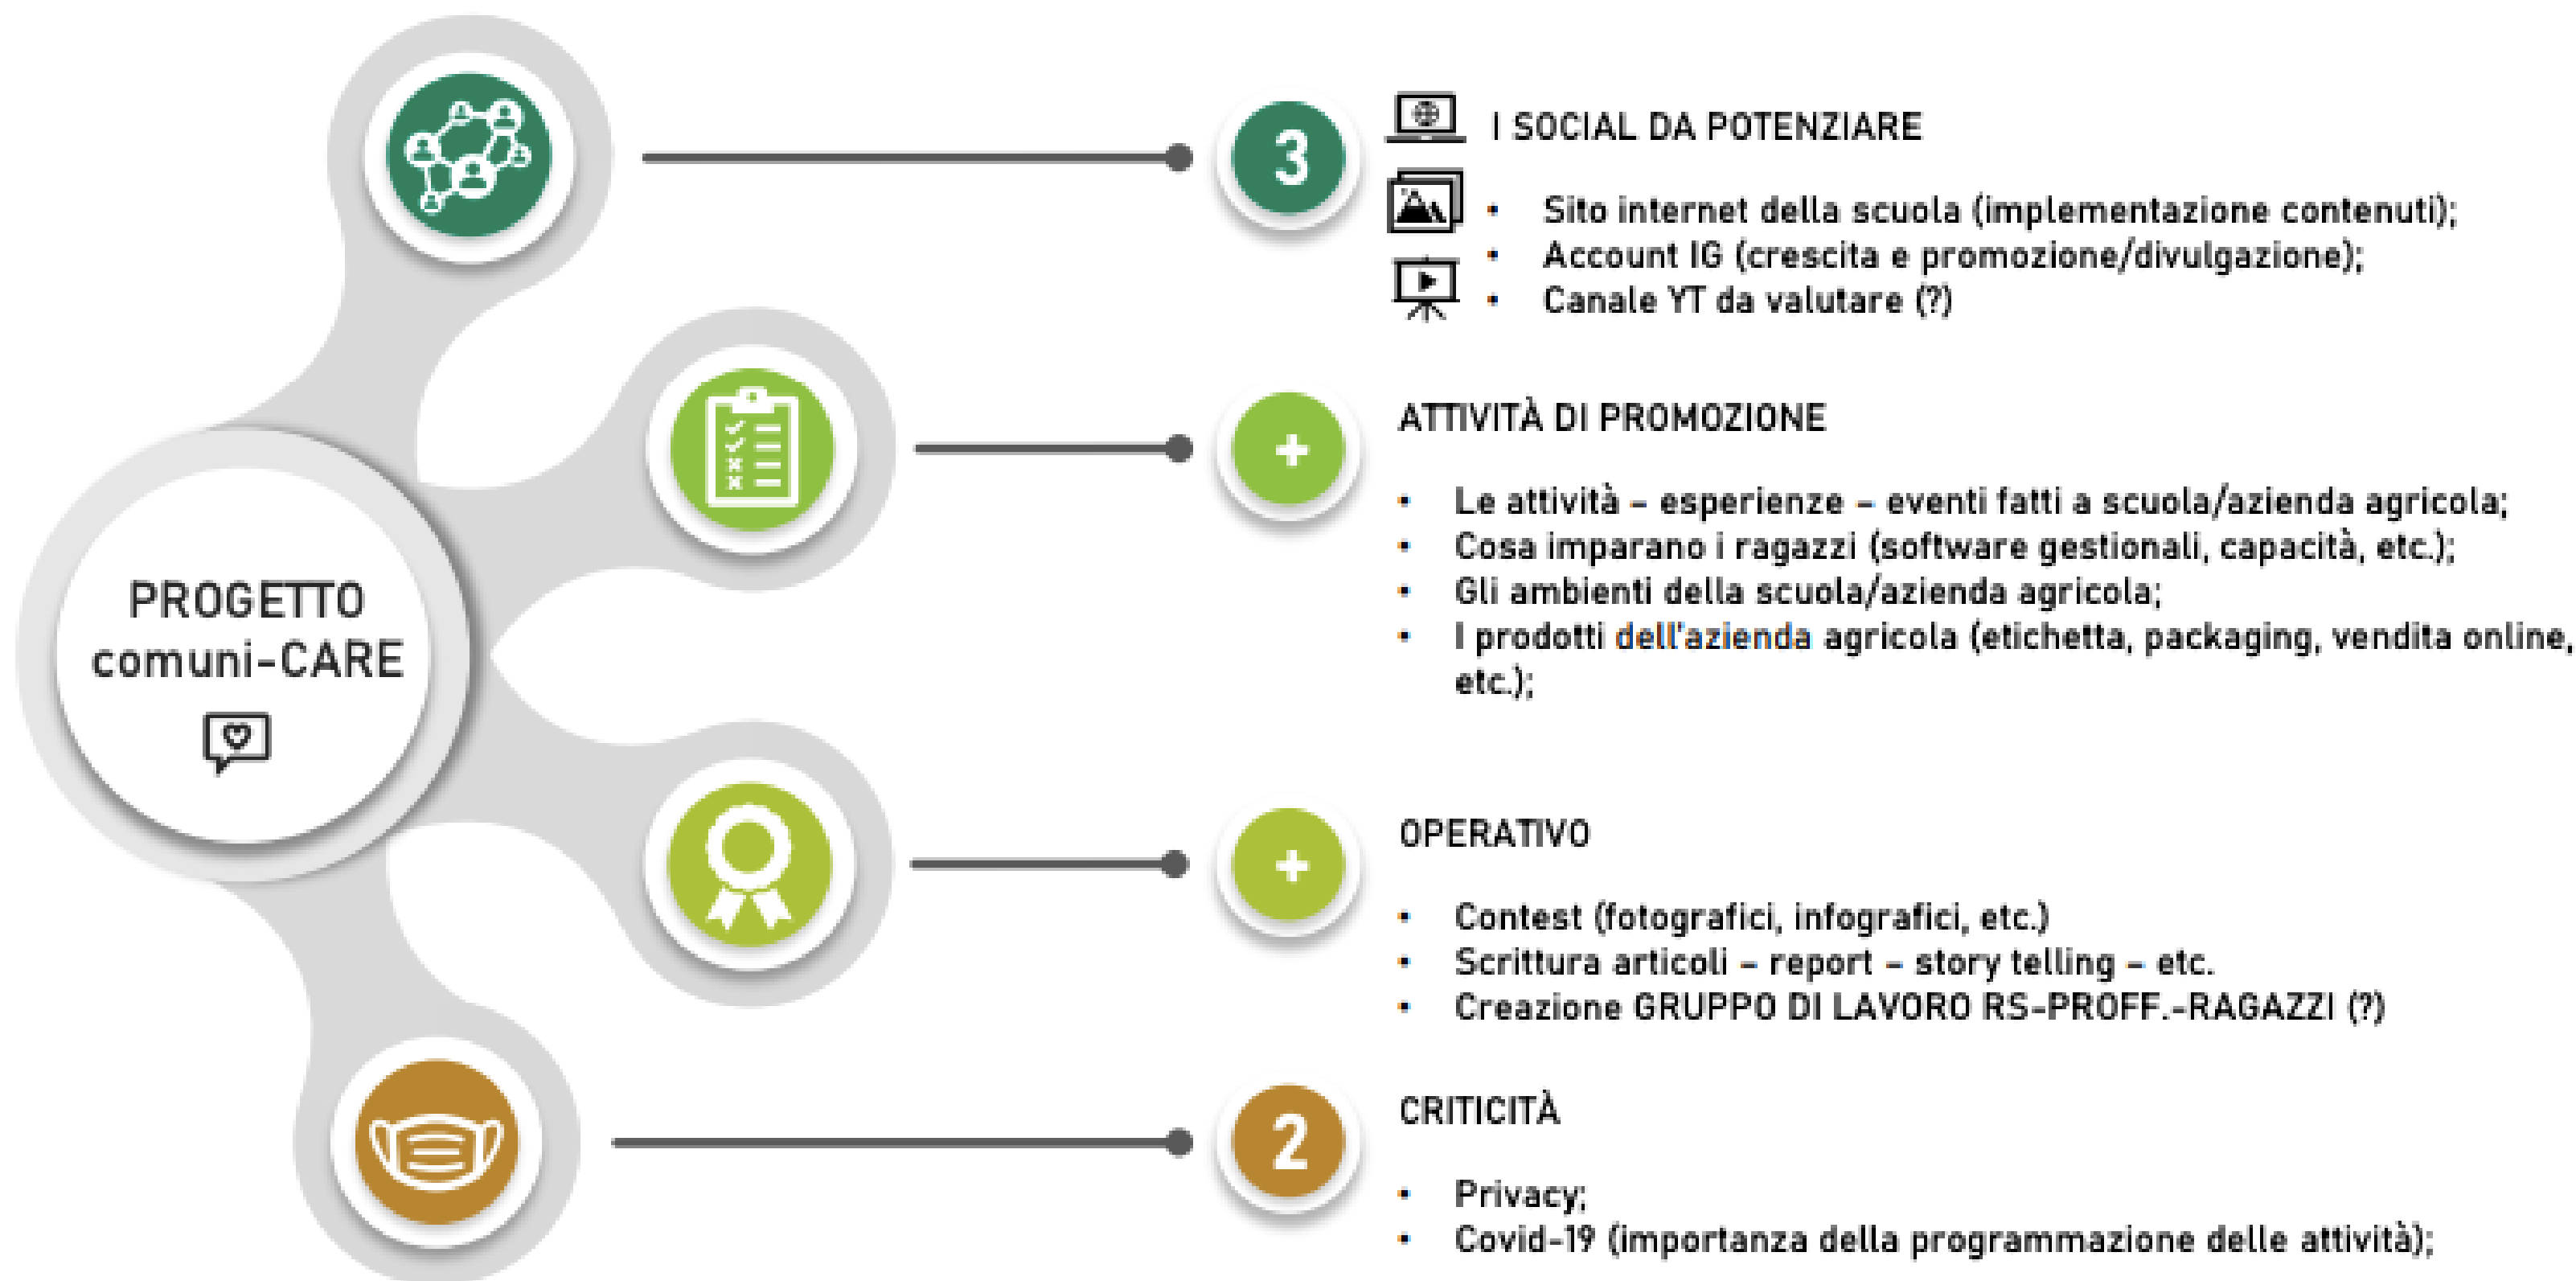 PROGETTO
comuni-CARE
3
I SOCIAL DA POTENZIARE
• Sito internet della scuola (implementazione contenuti);
• Account IG (crescita e promozione/divulgazione);
• Canale YT da valutare (?)
+
ATTIVITÀ DI PROMOZIONE
• Le attività – esperienze – eventi fatti a scuola/azienda agricola;
• Cosa imparano i ragazzi (software gestionali, capacità, etc.);
• Gli ambienti della scuola/azienda agricola;
• I prodotti dell'azienda agricola (etichetta, packaging, vendita online,
etc.);
+
OPERATIVO
• Contest (fotografici, infografici, etc.)
• Scrittura articoli – report – story telling – etc.
• Creazione GRUPPO DI LAVORO RS-PROFF.-RAGAZZI (?)
2
CRITICITÀ
• Privacy;
• Covid-19 (importanza della programmazione delle attività);